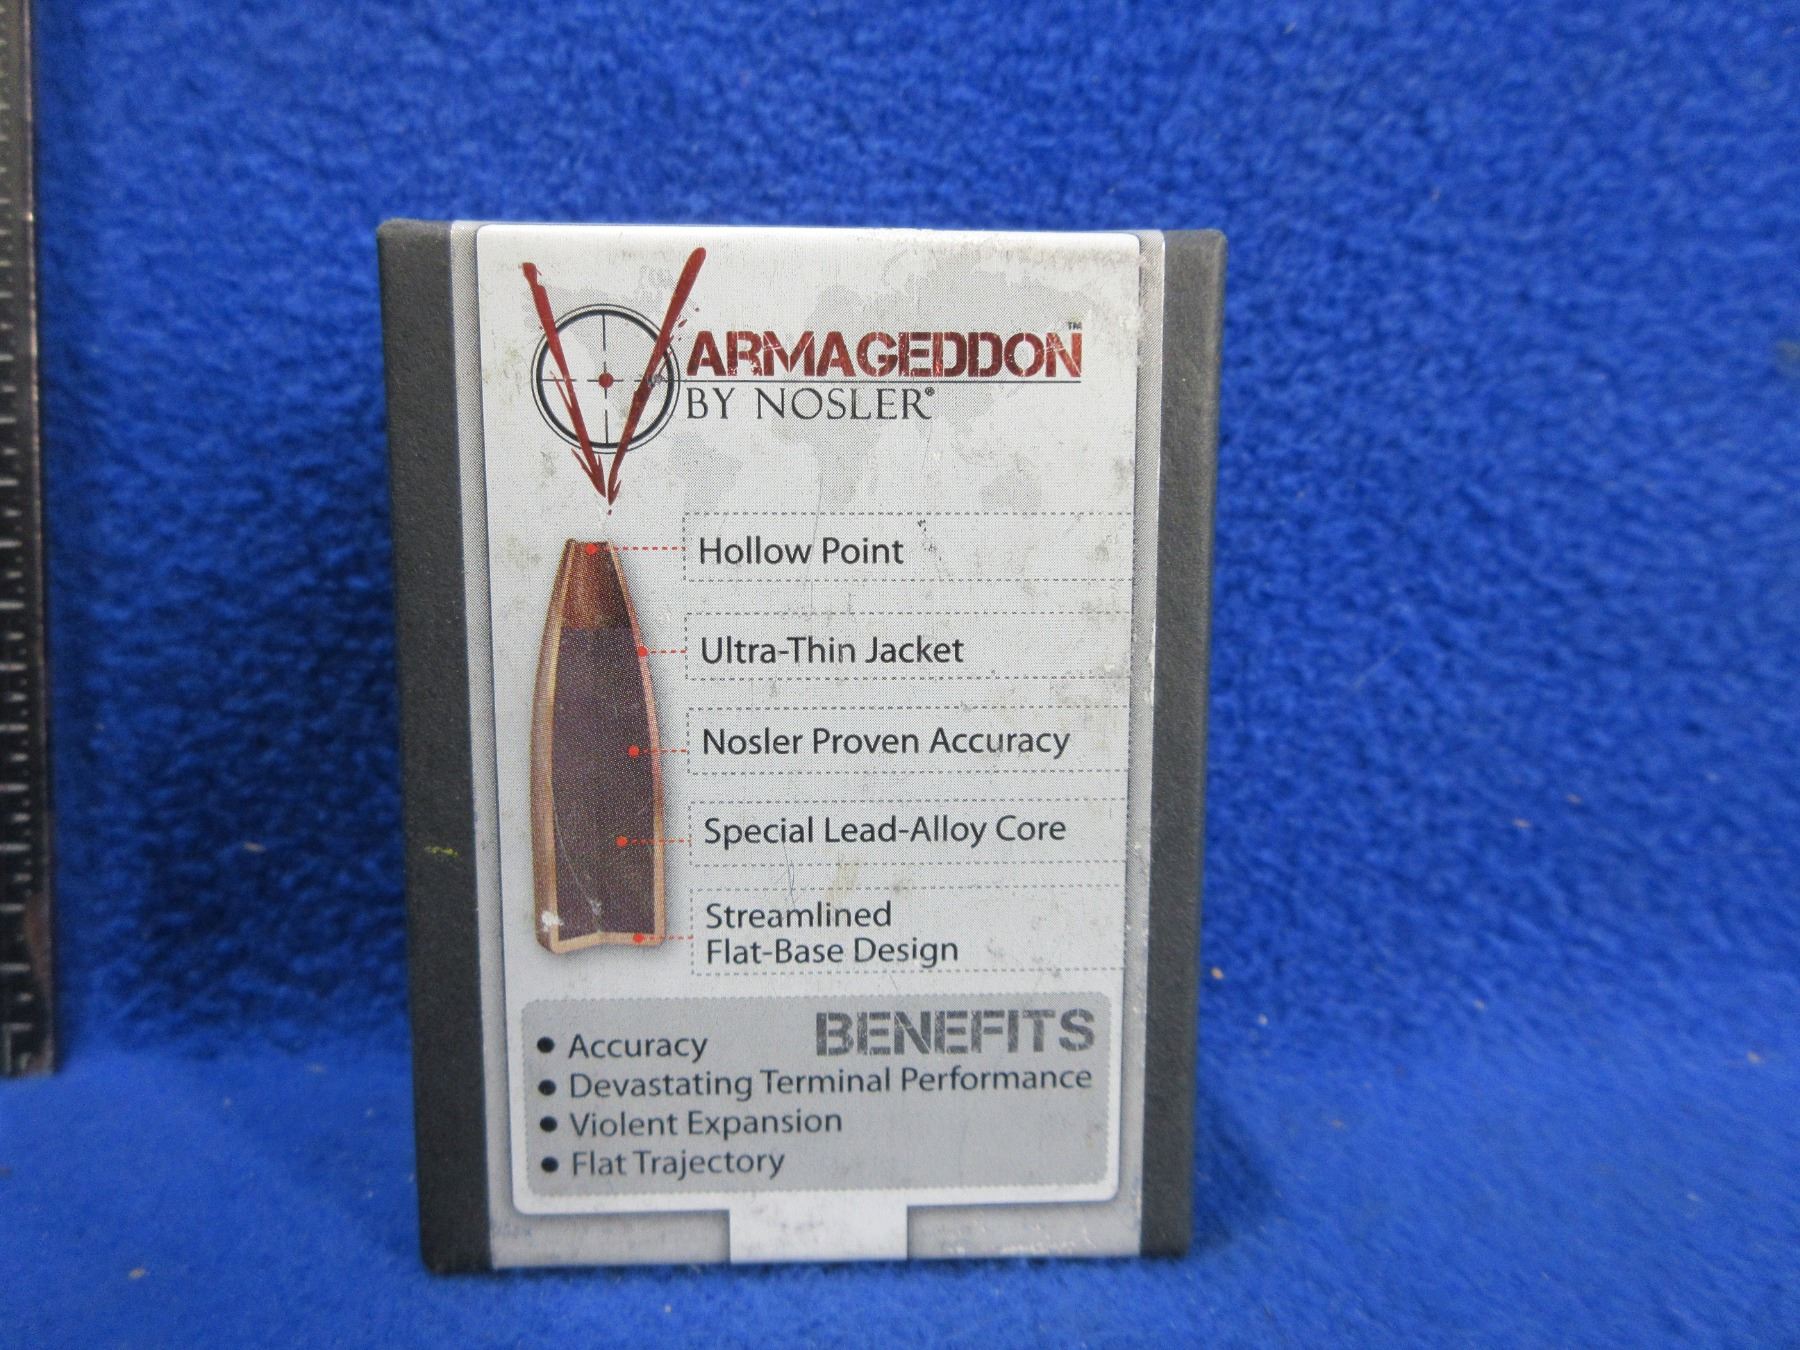 VARMAGEDDON™
BY NOSLER®
Hollow Point
Ultra-Thin Jacket
Nosler Proven Accuracy
Special Lead-Alloy Core
Streamlined
Flat-Base Design
BENEFITS
• Accuracy
• Devastating Terminal Performance
• Violent Expansion
• Flat Trajectory